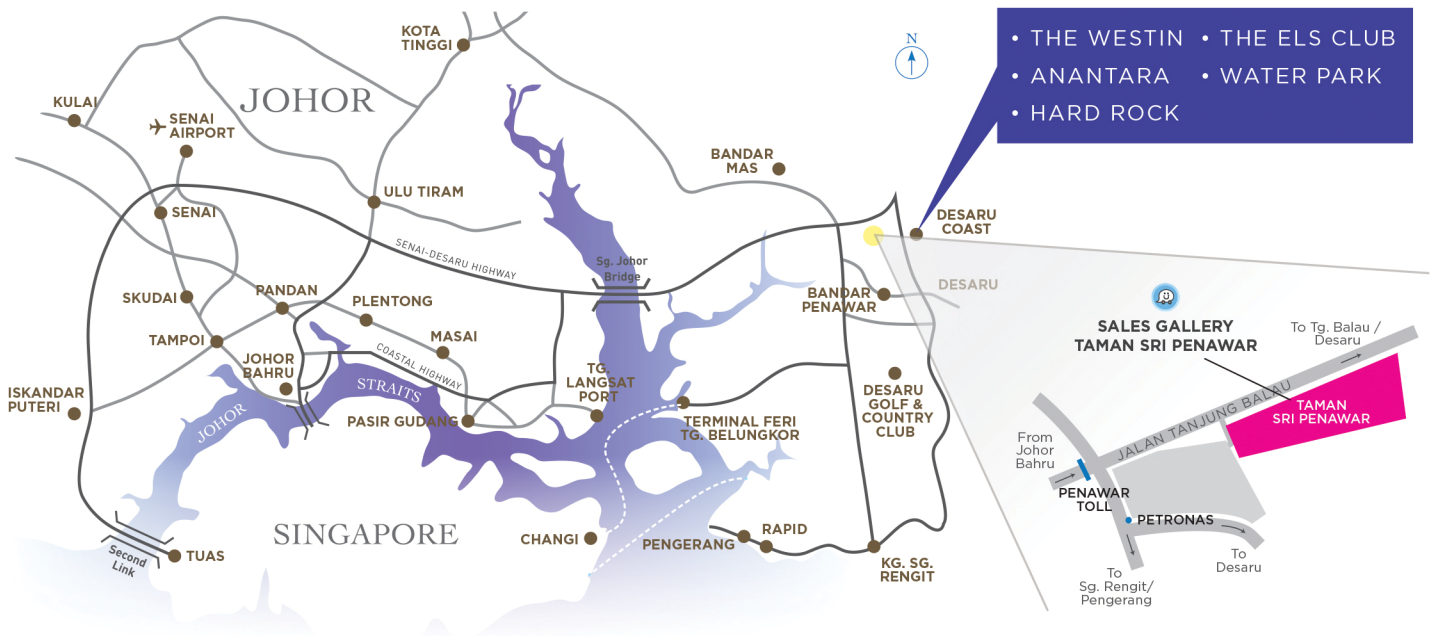 KOTA
TINGGI
N
• THE WESTIN
• THE ELS CLUB
• ANANTARA
• WATER PARK
• HARD ROCK
KULAI
SENAI
AIRPORT
JOHOR
BANDAR
MAS
ULU TIRAM
SENAI
DESARU
COAST
SENAI-DESARU HIGHWAY
Sg. Johor
Bridge
DESARU
BANDAR
PENAWAR
SKUDAI
PANDAN
PLENTONG
MASAI
TAMPOI
JOHOR
BAHRU
COASTAL HIGHWAY
TG.
LANGSAT
PORT
ISKANDAR
PUTERI
JOHOR
STRAITS
PASIR GUDANG
TERMINAL FERI
TG. BELUNGKOR
DESARU
GOLF &
COUNTRY
CLUB
SINGAPORE
CHANGI
PENGERANG
RAPID
KG. SG.
RENGIT
Second
Link
TUAS
SALES GALLERY
TAMAN SRI PENAWAR
To Tg. Balau /
Desaru
JALAN TANJUNG BALAU
TAMAN
SRI PENAWAR
From
Johor
Bahru
PENAWAR
TOLL
PETRONAS
To
Desaru
To
Sg. Rengit/
Pengerang